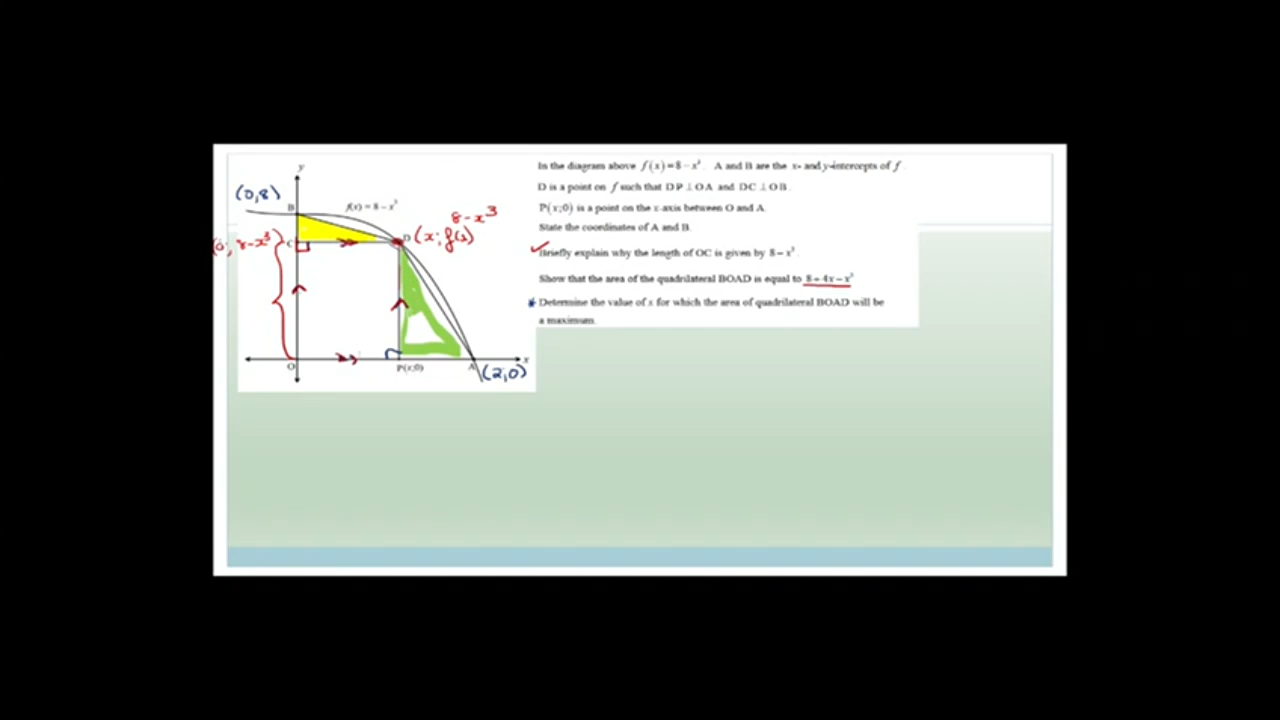 In the diagram above f(x)=8−x³. A and B are the x- and y-intercepts of f.
D is a point on f such that DP ⊥ OA and DC ⊥ OB.
P(x;0) is a point on the x-axis between O and A.
State the coordinates of A and B.
Briefly explain why the length of OC is given by 8−x³.
Show that the area of the quadrilateral BOAD is equal to 8+4x−x³
Determine the value of x for which the area of quadrilateral BOAD will be
a maximum.
y
(0,8)
B
f(x) = 8 − x³
8−x³
D (x; f(x))
8−x³)
C
O
P(x;0)
A
x
(2;0)